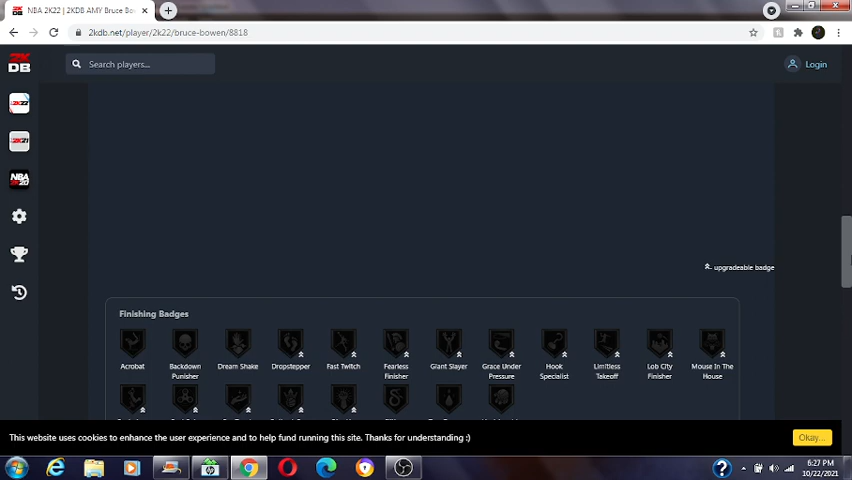 NBA 2K22 | 2KDB AMY Bruce Bow
2kdb.net/player/2k22/bruce-bowen/8818
2K
DB
Search players...
Login
2K22
2K21
NBA
2K20
upgradeable badge
Finishing Badges
Acrobat
Backdown Punisher
Dream Shake
Dropstepper
Fast Twitch
Fearless Finisher
Giant Slayer
Grace Under Pressure
Hook Specialist
Limitless Takeoff
Lob City Finisher
Mouse In The House
This website uses cookies to enhance the user experience and to help fund running this site. Thanks for understanding :)
Okay...
6:27 PM
10/22/2021